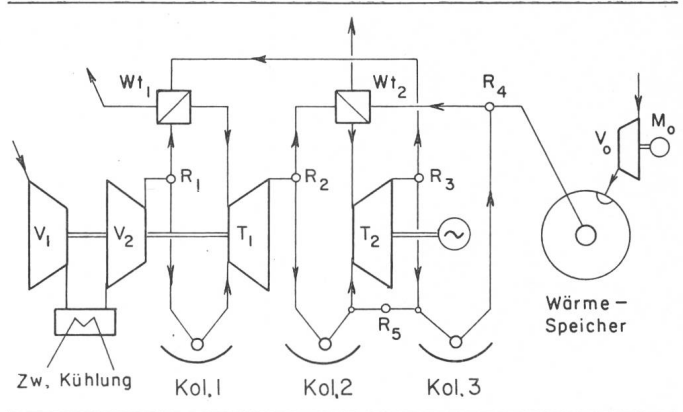 Wt₁
Wt₂
R₄
V₀
M₀
R₁
R₂
R₃
V₁
V₂
T₁
T₂
~
R₅
Wärme –
Speicher
Zw. Kühlung
Kol.1
Kol.2
Kol.3